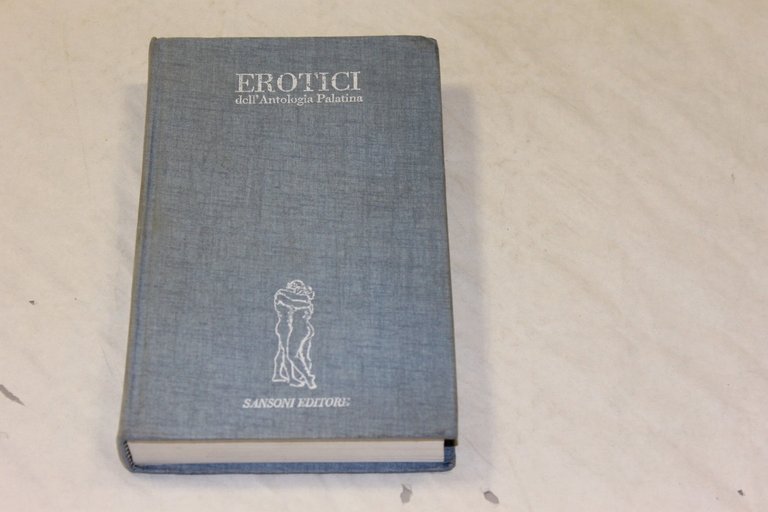 EROTICI
dell'Antologia Palatina
SANSONI EDITORE